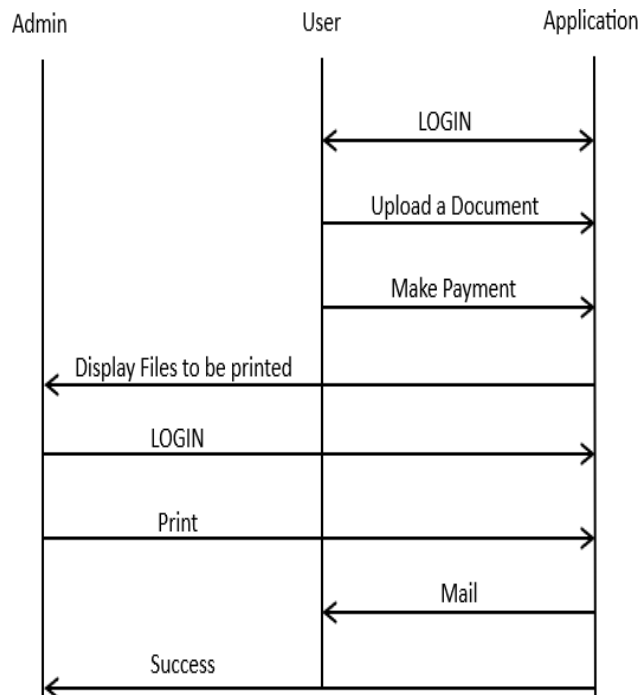 Admin
User
Application
LOGIN
Upload a Document
Make Payment
Display Files to be printed
LOGIN
Print
Mail
Success